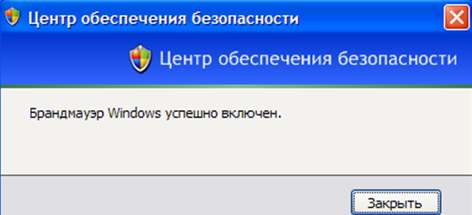 Центр обеспечения безопасности
Центр обеспечения безопасности
Брандмауэр Windows успешно включен.
Закрыть